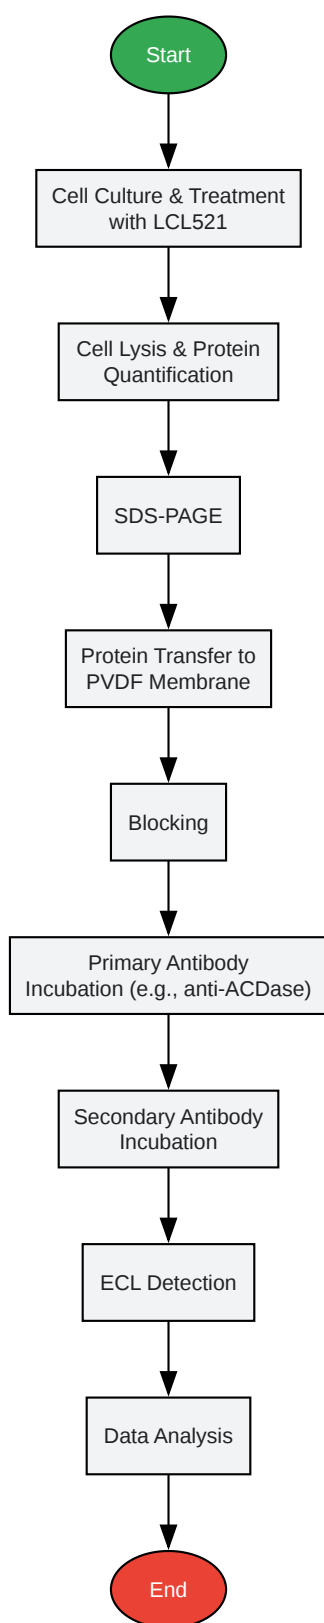 Start
Cell Culture & Treatment
with LCL521
Cell Lysis & Protein
Quantification
SDS-PAGE
Protein Transfer to
PVDF Membrane
Blocking
Primary Antibody
Incubation (e.g., anti-ACDase)
Secondary Antibody
Incubation
ECL Detection
Data Analysis
End